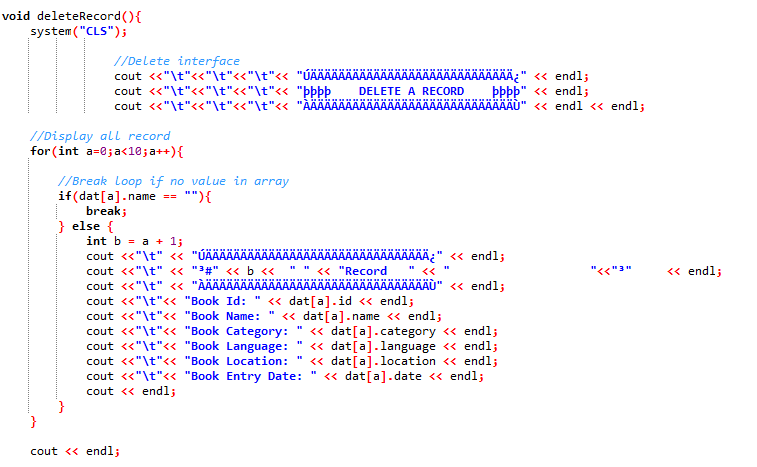 void deleteRecord(){
    system("CLS");

                //Delete interface
                cout <<"\t"<<"\t"<<"\t"<< "ÚÄÄÄÄÄÄÄÄÄÄÄÄÄÄÄÄÄÄÄÄÄÄÄÄÄÄÄÄÄ¿" << endl;
                cout <<"\t"<<"\t"<<"\t"<< "þþþþ    DELETE A RECORD    þþþþ" << endl;
                cout <<"\t"<<"\t"<<"\t"<< "ÀÄÄÄÄÄÄÄÄÄÄÄÄÄÄÄÄÄÄÄÄÄÄÄÄÄÄÄÄÄÙ" << endl << endl;

    //Display all record
    for(int a=0;a<10;a++){

        //Break loop if no value in array
        if(dat[a].name == ""){
            break;
        } else {
            int b = a + 1;
            cout <<"\t" << "ÚÄÄÄÄÄÄÄÄÄÄÄÄÄÄÄÄÄÄÄÄÄÄÄÄÄÄÄÄÄÄÄÄ¿" << endl;
            cout <<"\t" << "³#" << b <<  " " << "Record   " << "                    "<<"³"     << endl;
            cout <<"\t" << "ÀÄÄÄÄÄÄÄÄÄÄÄÄÄÄÄÄÄÄÄÄÄÄÄÄÄÄÄÄÄÄÄÄÙ" << endl;
            cout <<"\t"<< "Book Id: " << dat[a].id << endl;
            cout <<"\t"<< "Book Name: " << dat[a].name << endl;
            cout <<"\t"<< "Book Category: " << dat[a].category << endl;
            cout <<"\t"<< "Book Language: " << dat[a].language << endl;
            cout <<"\t"<< "Book Location: " << dat[a].location << endl;
            cout <<"\t"<< "Book Entry Date: " << dat[a].date << endl;
            cout << endl;
        }
    }

    cout << endl;